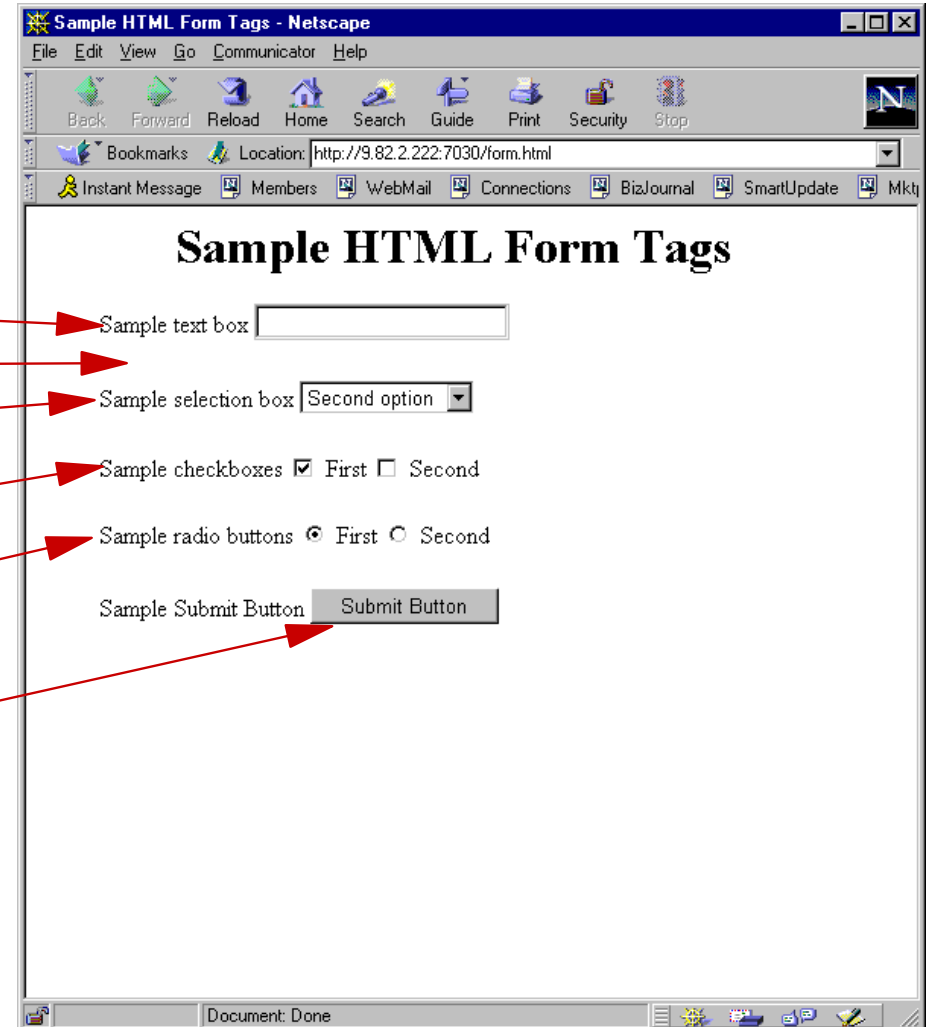 Sample HTML Form Tags - Netscape
File Edit View Go Communicator Help
Back Forward Reload Home Search Guide Print Security Stop
N
Bookmarks Location: http://9.82.2.222:7030/form.html
Instant Message Members WebMail Connections BizJournal SmartUpdate Mktp
Sample HTML Form Tags
Sample text box
Sample selection box Second option
Sample checkboxes First Second
Sample radio buttons First Second
Sample Submit Button Submit Button
Document: Done